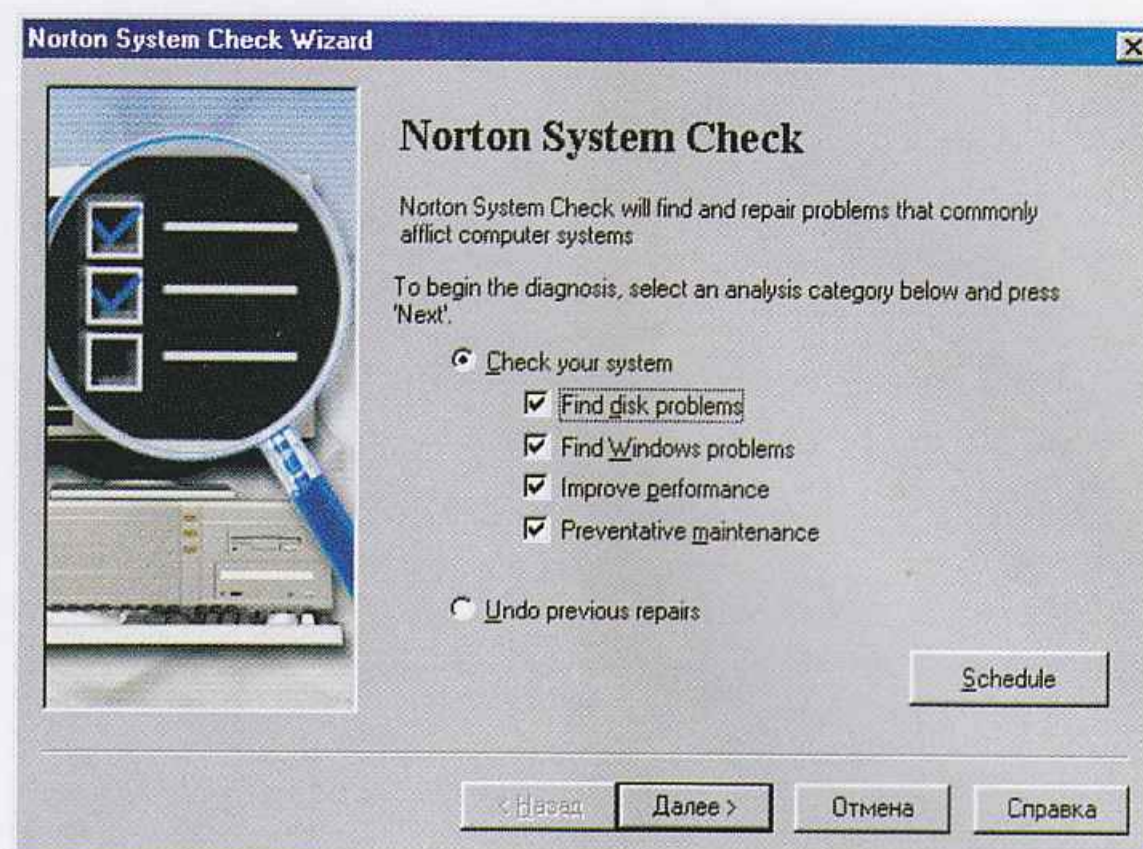 Norton System Check Wizard
Norton System Check
Norton System Check will find and repair problems that commonly
afflict computer systems
To begin the diagnosis, select an analysis category below and press
'Next'.
Check your system
Find disk problems
Find Windows problems
Improve performance
Preventative maintenance
Undo previous repairs
Schedule
< Назад
Далее >
Отмена
Справка